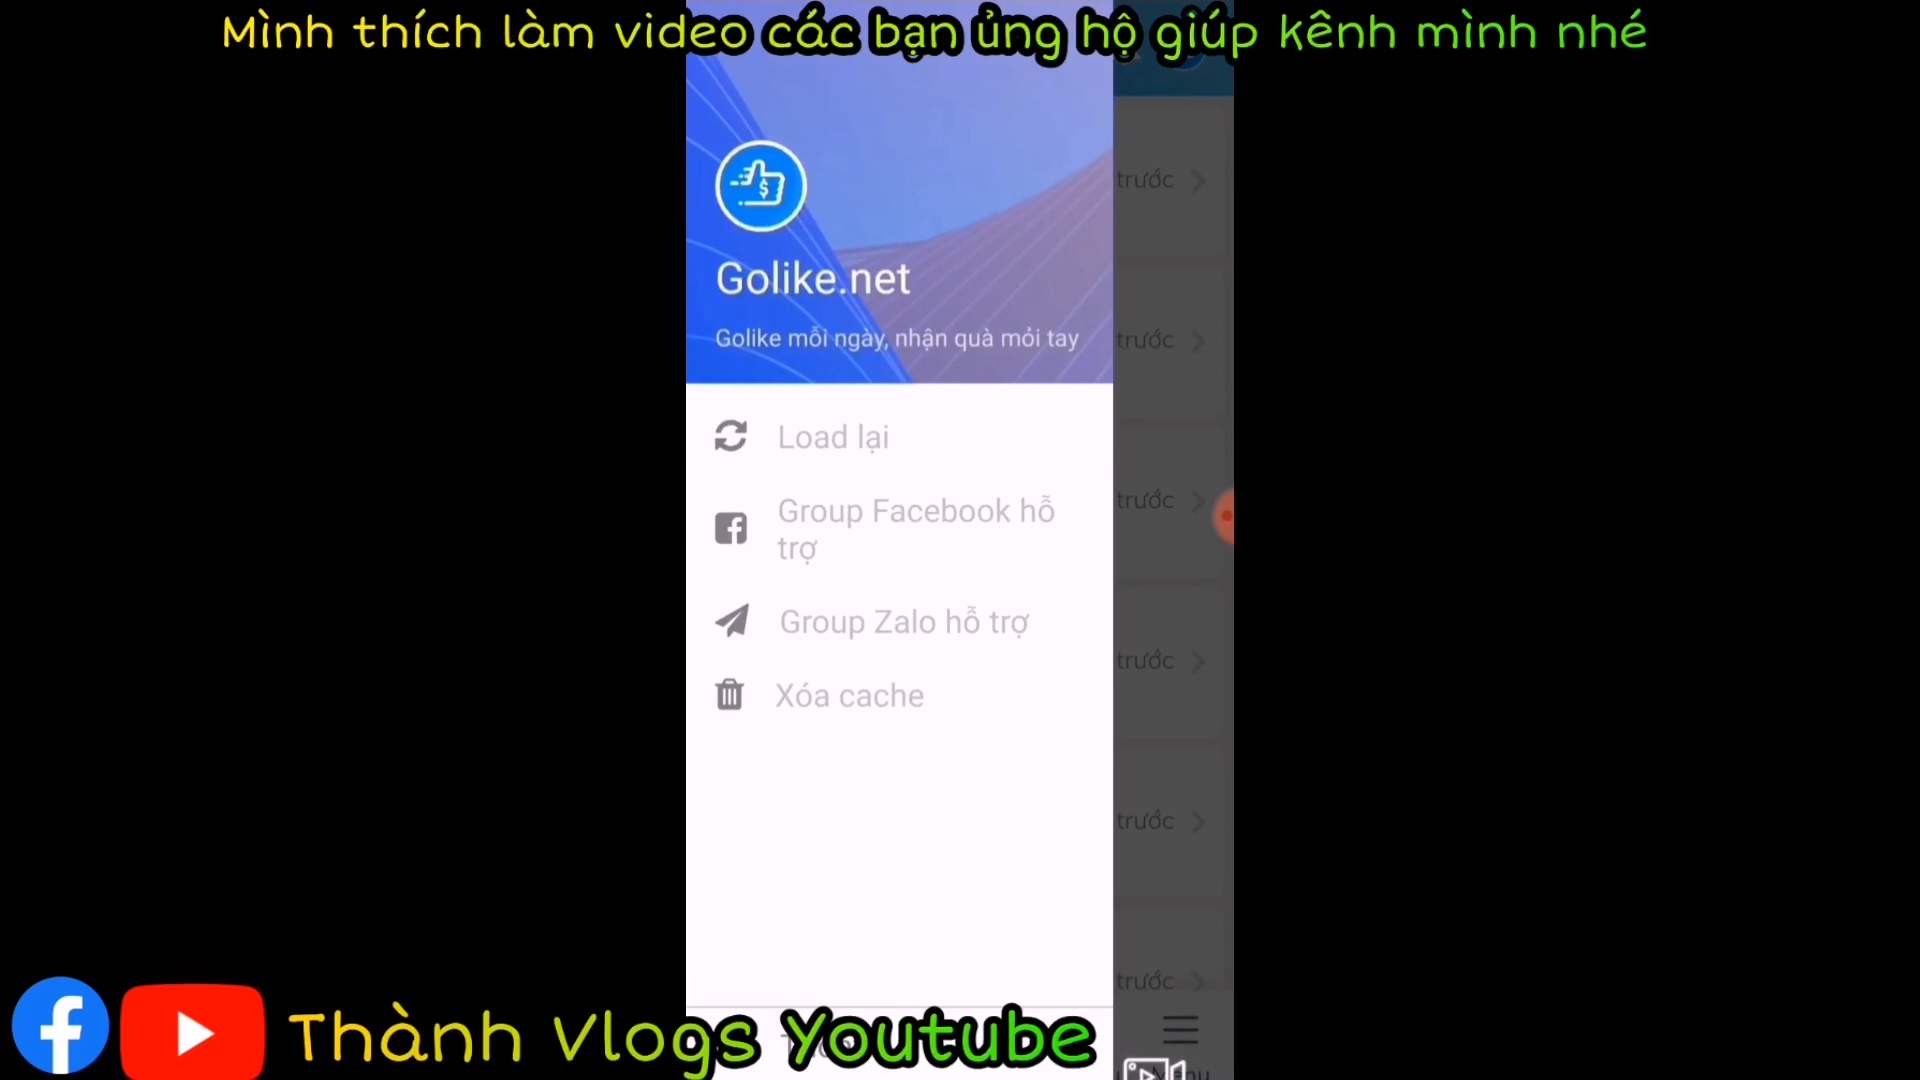 Mình thích làm video các bạn ủng hộ giúp kênh mình nhé
Golike.net
Golike mỗi ngày, nhận quà mỏi tay
trước
trước
Load lại
trước
Group Facebook hỗ
trợ
Group Zalo hỗ trợ
trước
Xóa cache
trước
trước
Thành Vlogs Youtube